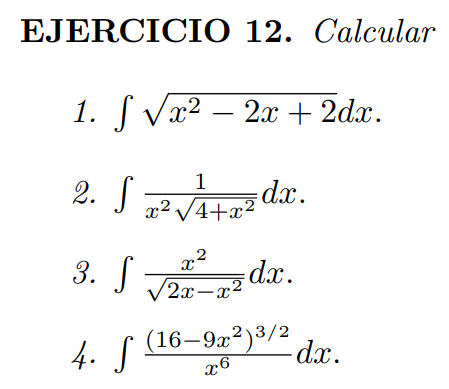 EJERCICIO 12. Calcular
1. ∫ √(x² − 2x + 2)dx.
2. ∫ 1/(x²√(4+x²)) dx.
3. ∫ x²/√(2x−x²) dx.
4. ∫ (16−9x²)^(3/2)/x⁶ dx.